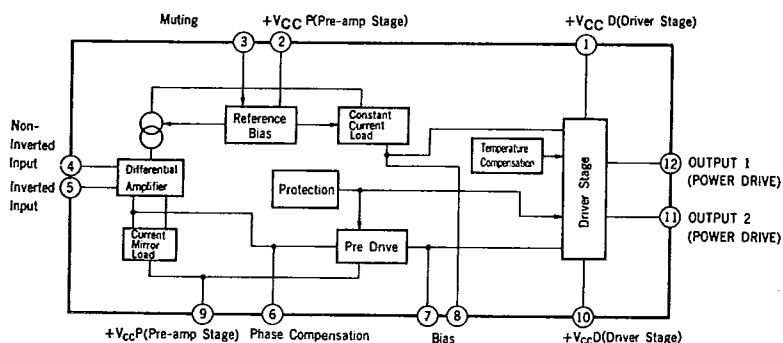 Muting
+VCC P(Pre-amp Stage)
+VCC D(Driver Stage)
3
2
1
Reference
Bias
Constant
Current
Load
Non-
Inverted
Input
Inverted
Input
4
5
Differential
Amplifier
Temperature
Compensation
Driver Stage
12
OUTPUT 1
(POWER DRIVE)
11
OUTPUT 2
(POWER DRIVE)
Protection
Current
Mirror
Load
Pre Drive
9
6
7
8
10
+VCCP(Pre-amp Stage)
Phase Compensation
Bias
+VCCD(Driver Stage)